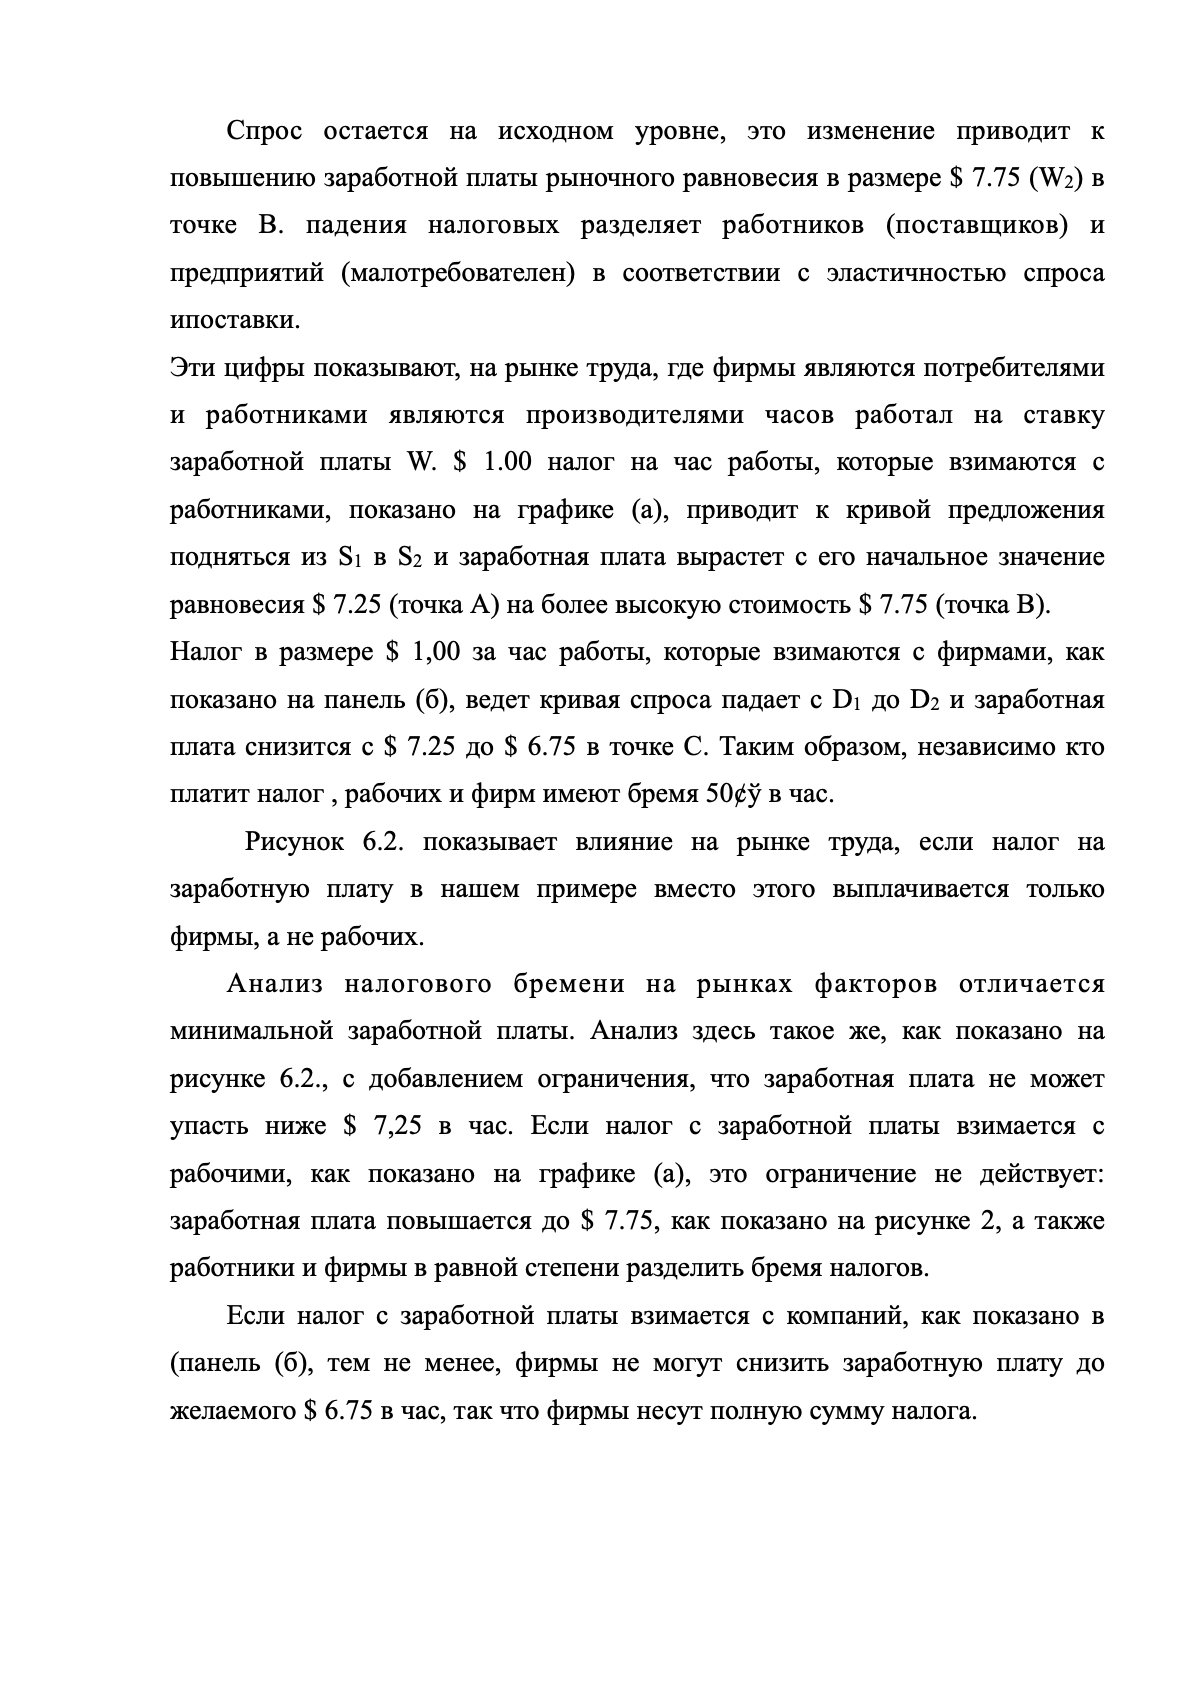 Спрос остается на исходном уровне, это изменение приводит к
повышению заработной платы рыночного равновесия в размере $ 7.75 (W2) в
точке B. падения налоговых разделяет работников (поставщиков) и
предприятий (малотребователен) в соответствии с эластичностью спроса
ипоставки.
Эти цифры показывают, на рынке труда, где фирмы являются потребителями
и работниками являются производителями часов работал на ставку
заработной платы W. $ 1.00 налог на час работы, которые взимаются с
работниками, показано на графике (а), приводит к кривой предложения
подняться из S1 в S2 и заработная плата вырастет с его начальное значение
равновесия $ 7.25 (точка А) на более высокую стоимость $ 7.75 (точка B).
Налог в размере $ 1,00 за час работы, которые взимаются с фирмами, как
показано на панель (б), ведет кривая спроса падает с D1 до D2 и заработная
плата снизится с $ 7.25 до $ 6.75 в точке C. Таким образом, независимо кто
платит налог , рабочих и фирм имеют бремя 50¢ў в час.
Рисунок 6.2. показывает влияние на рынке труда, если налог на
заработную плату в нашем примере вместо этого выплачивается только
фирмы, а не рабочих.
Анализ налогового бремени на рынках факторов отличается
минимальной заработной платы. Анализ здесь такое же, как показано на
рисунке 6.2., с добавлением ограничения, что заработная плата не может
упасть ниже $ 7,25 в час. Если налог с заработной платы взимается с
рабочими, как показано на графике (а), это ограничение не действует:
заработная плата повышается до $ 7.75, как показано на рисунке 2, а также
работники и фирмы в равной степени разделить бремя налогов.
Если налог с заработной платы взимается с компаний, как показано в
(панель (б), тем не менее, фирмы не могут снизить заработную плату до
желаемого $ 6.75 в час, так что фирмы несут полную сумму налога.